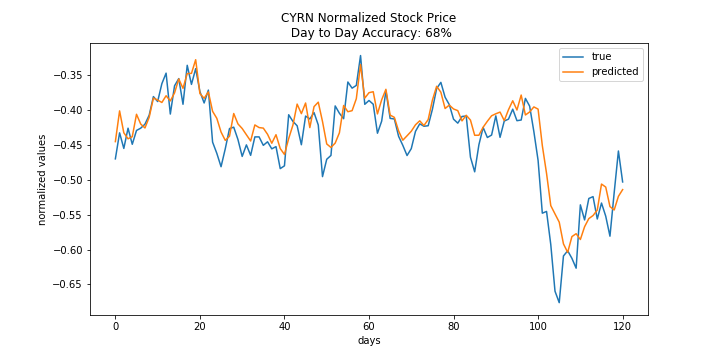 CYRN Normalized Stock Price
Day to Day Accuracy: 68%
true
predicted
−0.35
−0.40
−0.45
−0.50
−0.55
−0.60
−0.65
normalized values
0
20
40
60
80
100
120
days